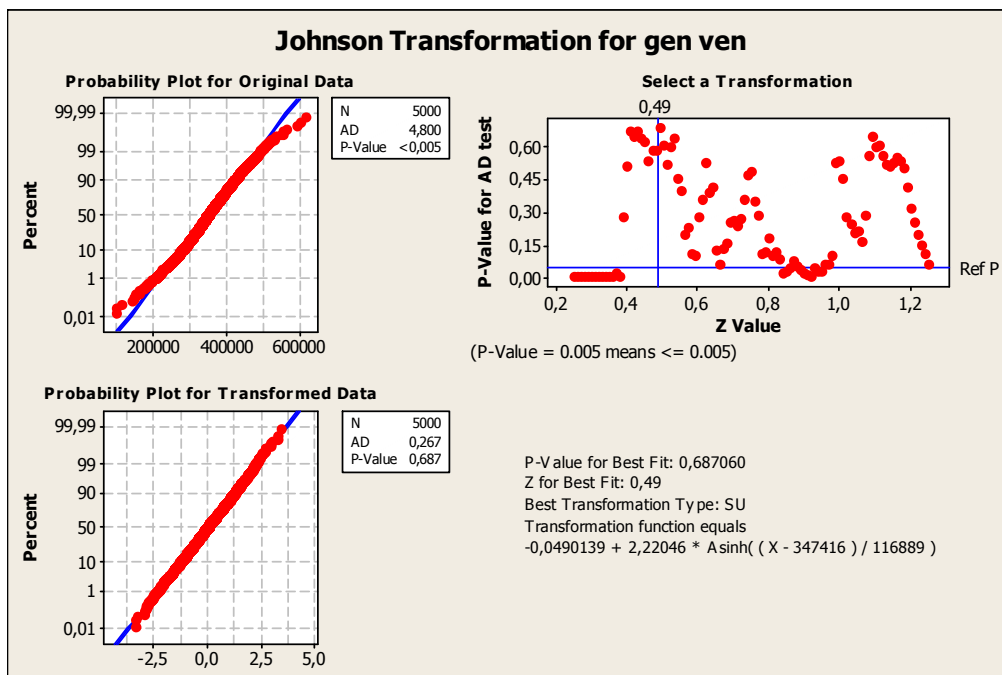 Johnson Transformation for gen ven
Probability Plot for Original Data
Percent
99,99
99
90
50
10
1
0,01
200000 400000 600000
N 5000
AD 4,800
P-Value <0,005
Select a Transformation
0,49
P-Value for AD test
0,60
0,45
0,30
0,15
0,00
Ref P
0,2 0,4 0,6 0,8 1,0 1,2
Z Value
(P-Value = 0.005 means <= 0.005)
Probability Plot for Transformed Data
Percent
99,99
99
90
50
10
1
0,01
-2,5 0,0 2,5 5,0
N 5000
AD 0,267
P-Value 0,687
P-Value for Best Fit: 0,687060
Z for Best Fit: 0,49
Best Transformation Type: SU
Transformation function equals
-0,0490139 + 2,22046 * Asinh( ( X - 347416 ) / 116889 )